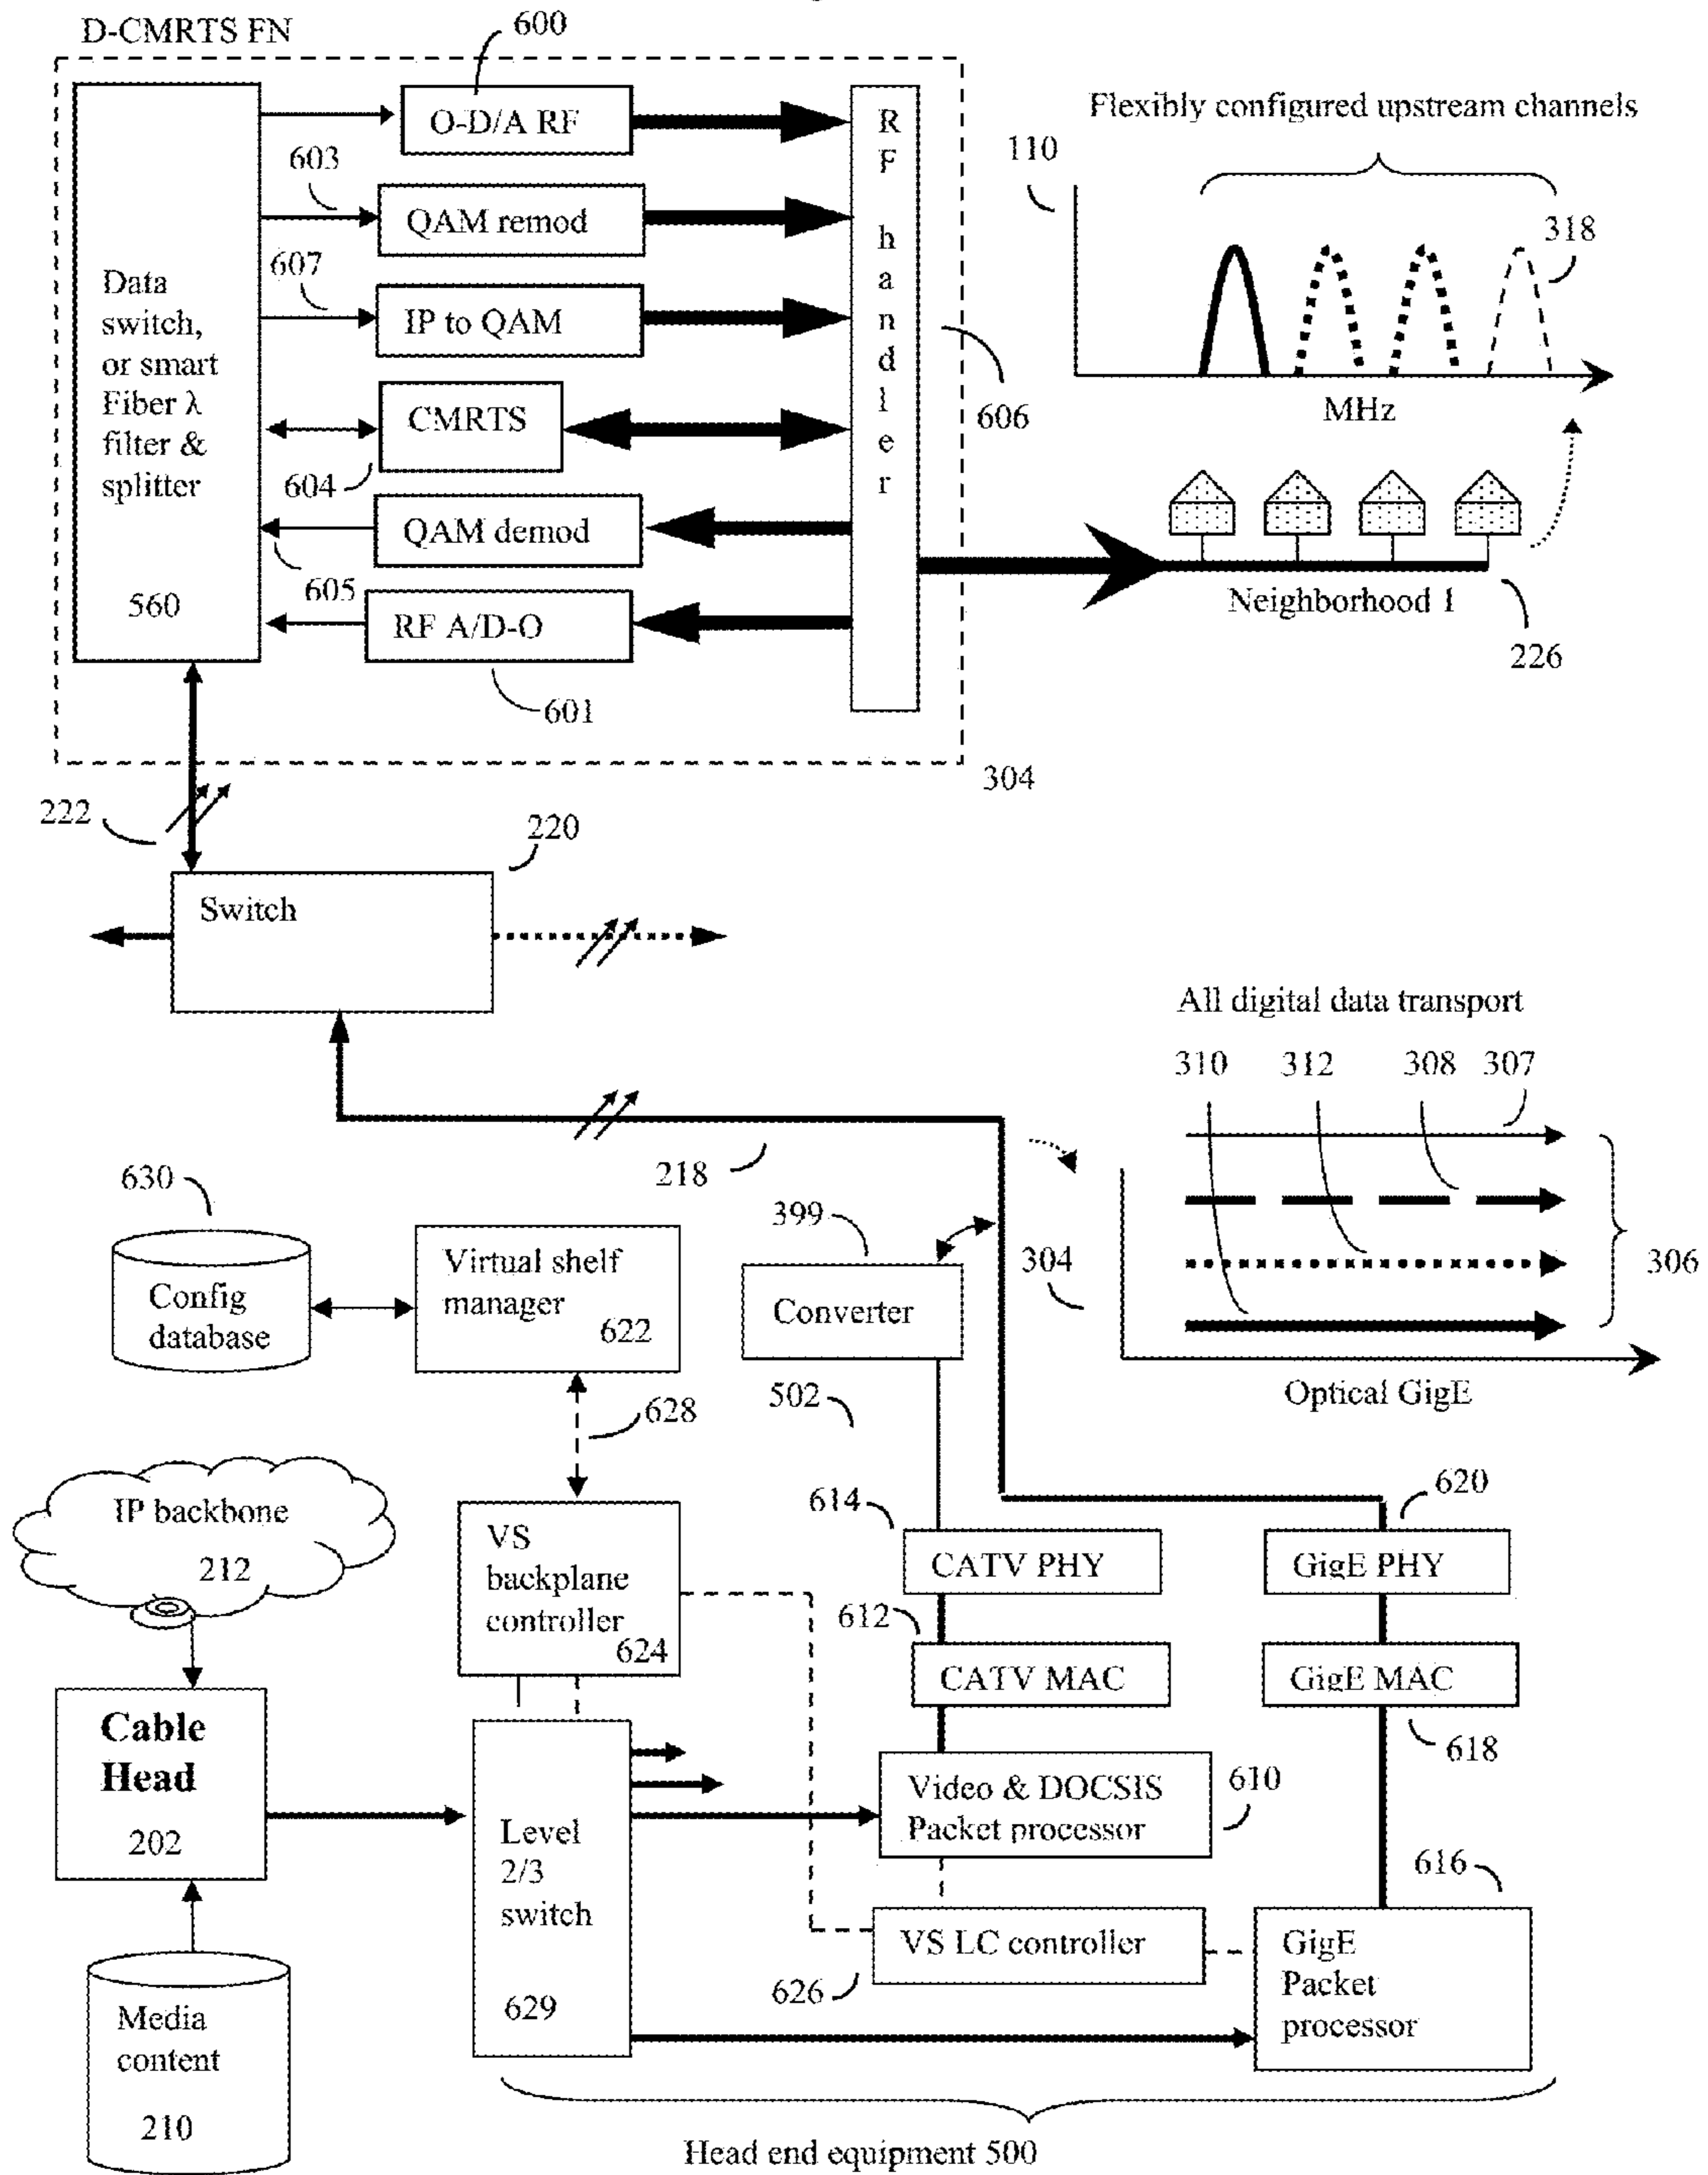 D-CMRTS FN
600
O-D/A RF
603
QAM remod
607
IP to QAM
CMRTS
604
QAM demod
605
RF A/D-O
601
Data
switch,
or smart
Fiber λ
filter &
splitter
560
RF handler
606
304
Flexibly configured upstream channels
110
318
MHz
Neighborhood 1
226
222
220
Switch
218
All digital data transport
310 312 308 307
304
306
Optical GigE
630
Config
database
Virtual shelf
manager
622
399
Converter
502
628
IP backbone
212
VS
backplane
controller
624
614
CATV PHY
620
GigE PHY
612
CATV MAC
GigE MAC
618
Cable
Head
202
Level
2/3
switch
629
Video & DOCSIS
Packet processor
610
616
VS LC controller
626
GigE
Packet
processor
Media
content
210
Head end equipment 500